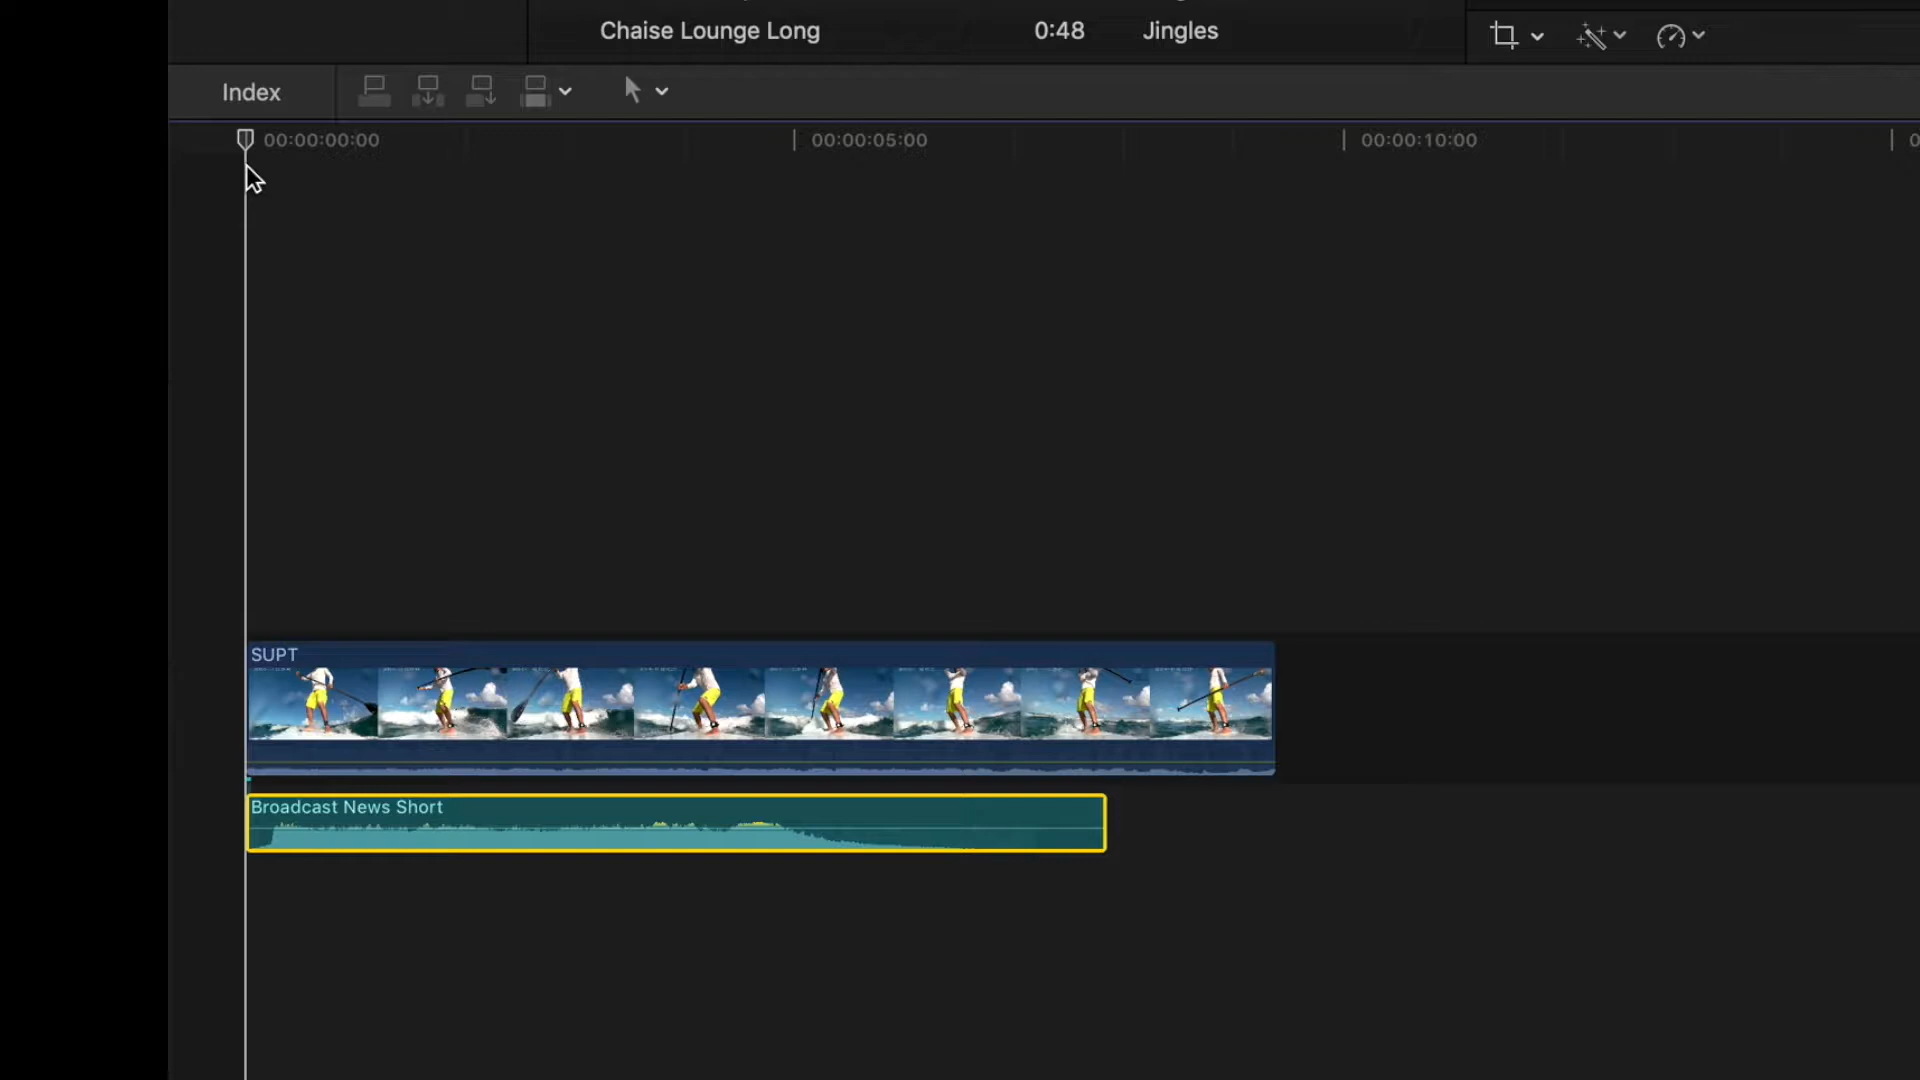 Chaise Lounge Long 0:48 Jingles
Index
00:00:00:00 00:00:05:00 00:00:10:00
SUPT
Broadcast News Short